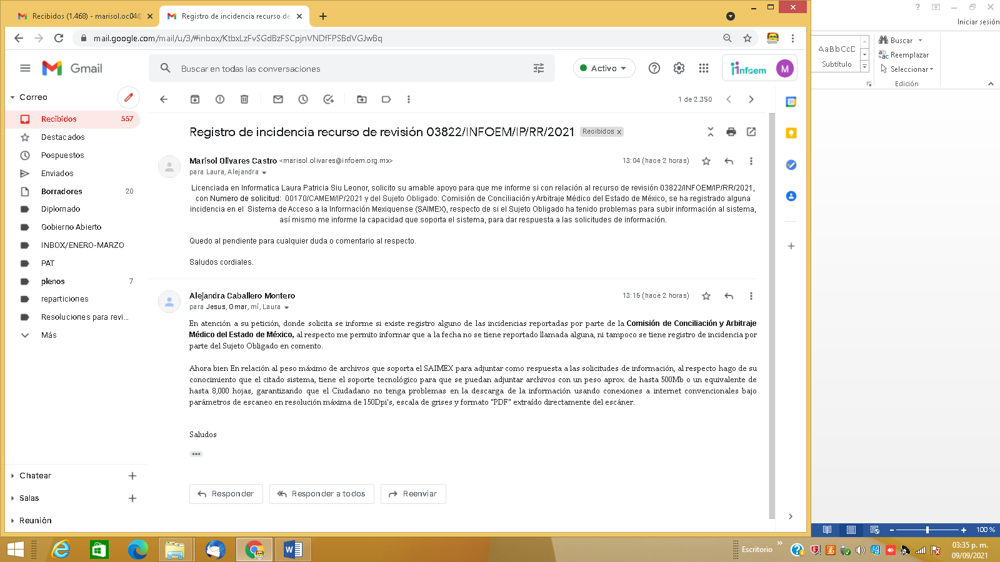 Recibidos (1.468) - marisol.oc04@
Registro de incidencia recurso de
mail.google.com/mail/u/3/#inbox/KtbxLzFvSGdBzFSCpjnVNDfFPSBdVGJwBq
Iniciar sesión
AaBbCcD
Subtítulo
Buscar
Reemplazar
Seleccionar
Edición
Gmail
Buscar en todas las conversaciones
Activo
infoem
M
Correo
1 de 2.350
Recibidos 557
Destacados
Pospuestos
Enviados
Borradores 20
Diplomado
Gobierno Abierto
INBOX/ENERO-MARZO
PAT
plenos 7
reparticiones
Resoluciones para revi...
Más
Chatear
Salas
Reunión
Registro de incidencia recurso de revisión 03822/INFOEM/IP/RR/2021 Recibidos x
Marisol Olivares Castro <marisol.olivares@infoem.org.mx> 13:04 (hace 2 horas)
para Laura, Alejandra
Licenciada en Informatica Laura Patricia Siu Leonor, solicito su amable apoyo para que me informe si con relación al recurso de revisión 03822/INFOEM/IP/RR/2021,
con Numero de solicitud: 00170/CAMEM/IP/2021 y del Sujeto Obligado: Comisión de Conciliación y Arbitraje Médico del Estado de México, se ha registrado alguna
incidencia en el Sistema de Acceso a la Información Mexiquense (SAIMEX), respecto de si el Sujeto Obligado ha tenido problemas para subir información al sistema,
así mismo me informe la capacidad que soporta el sistema, para dar respuesta a las solicitudes de información.
Quedo al pendiente para cualquier duda o comentario al respecto.
Saludos cordiales.
Alejandra Caballero Montero 13:16 (hace 2 horas)
para Jesus, Omar, mí, Laura
En atención a su petición, donde solicita se informe si existe registro alguno de las incidencias reportadas por parte de la Comisión de Conciliación y Arbitraje
Médico del Estado de México, al respecto me permito informar que a la fecha no se tiene reportado llamada alguna, ni tampoco se tiene registro de incidencia por
parte del Sujeto Obligado en comento.
Ahora bien En relación al peso máximo de archivos que soporta el SAIMEX para adjuntar como respuesta a las solicitudes de información, al respecto hago de su
conocimiento que el citado sistema, tiene el soporte tecnológico para que se puedan adjuntar archivos con un peso aprox. de hasta 500Mb o un equivalente de
hasta 8,000 hojas, garantizando que el Ciudadano no tenga problemas en la descarga de la información usando conexiones a internet convencionales bajo
parámetros de escaneo en resolución máxima de 150Dpi's, escala de grises y formato "PDF" extraído directamente del escáner.
Saludos
Responder
Responder a todos
Reenviar
100 %
Escritorio
03:35 p. m.
09/09/2021